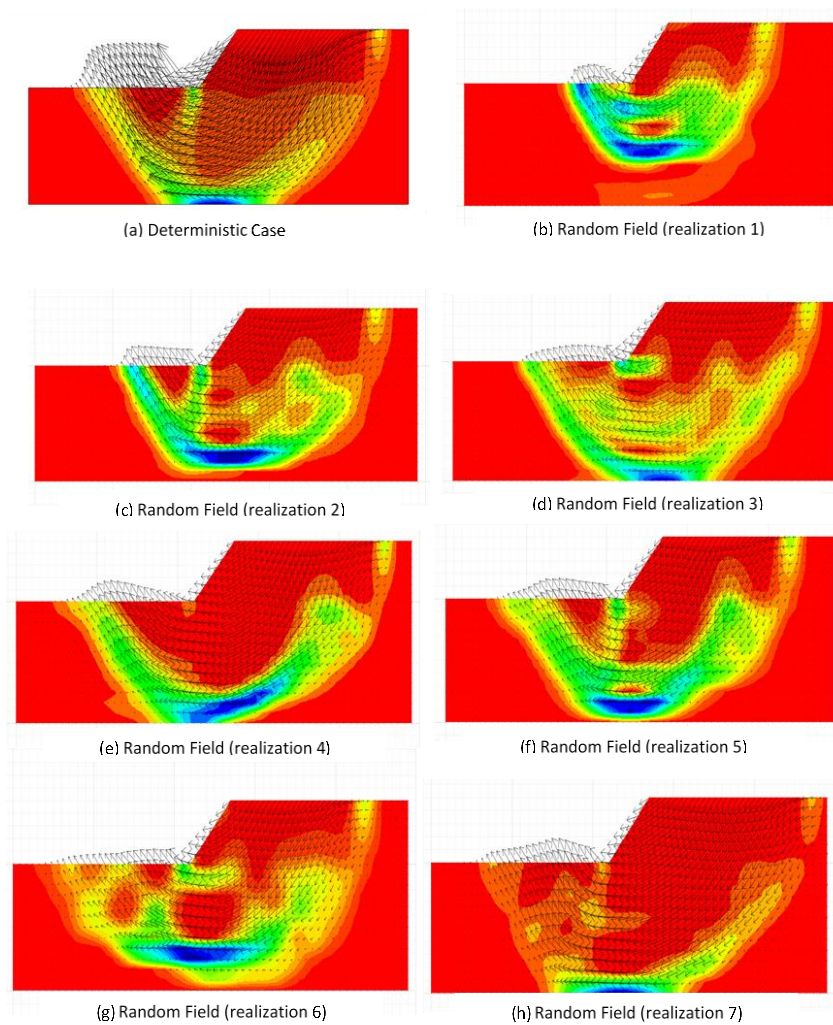 (a) Deterministic Case
(b) Random Field (realization 1)
(c) Random Field (realization 2)
(d) Random Field (realization 3)
(e) Random Field (realization 4)
(f) Random Field (realization 5)
(g) Random Field (realization 6)
(h) Random Field (realization 7)